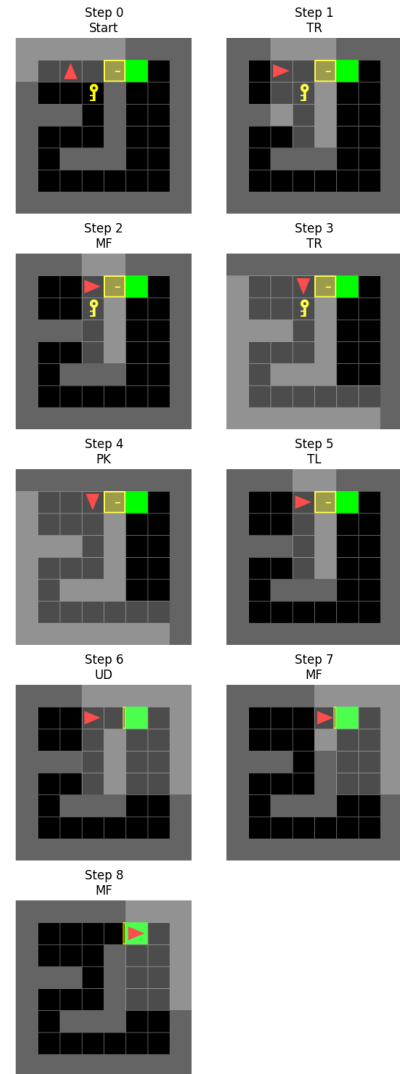 Step 0
Start
Step 1
TR
Step 2
MF
Step 3
TR
Step 4
PK
Step 5
TL
Step 6
UD
Step 7
MF
Step 8
MF